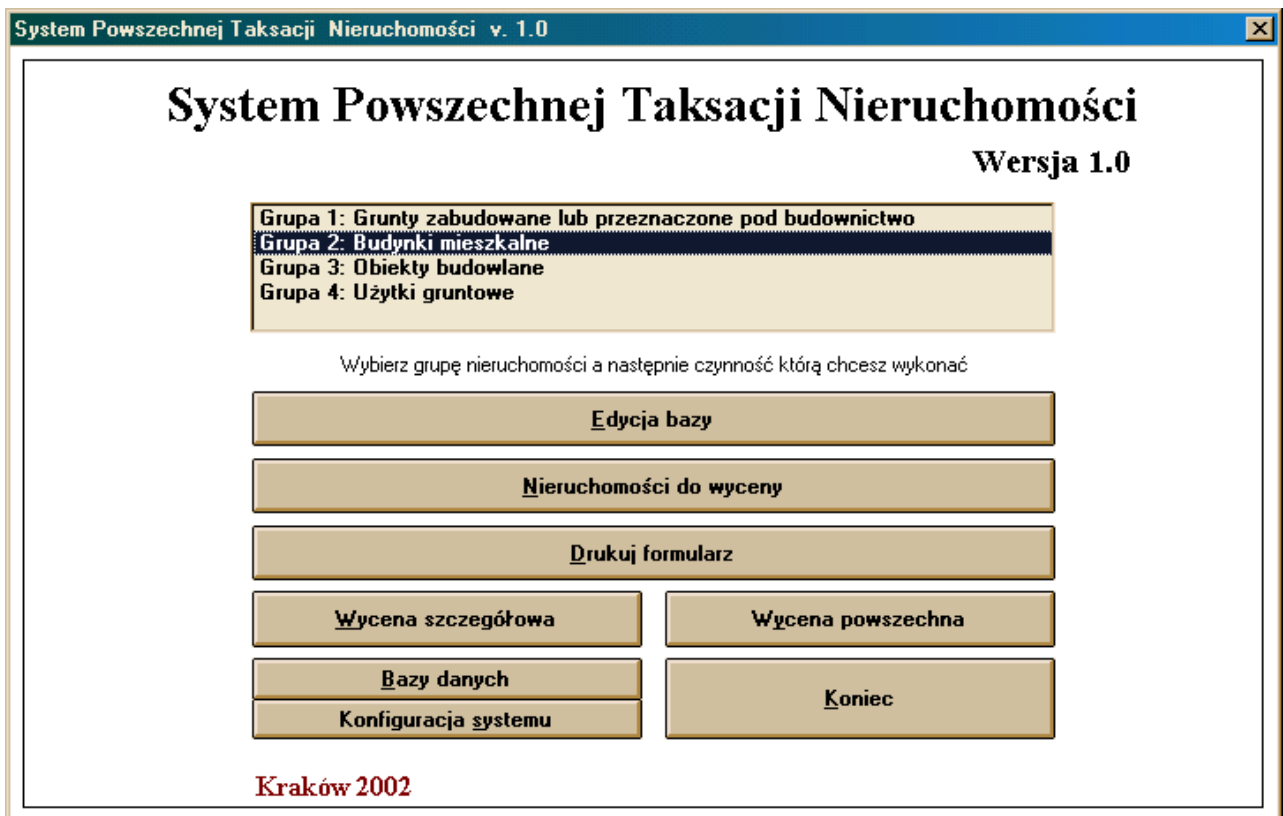 System Powszechnej Taksacji Nieruchomości v. 1.0
System Powszechnej Taksacji Nieruchomości
Wersja 1.0
Grupa 1: Grunty zabudowane lub przeznaczone pod budownictwo
Grupa 2: Budynki mieszkalne
Grupa 3: Obiekty budowlane
Grupa 4: Użytki gruntowe
Wybierz grupę nieruchomości a następnie czynność którą chcesz wykonać
Edycja bazy
Nieruchomości do wyceny
Drukuj formularz
Wycena szczegółowa
Wycena powszechna
Bazy danych
Konfiguracja systemu
Koniec
Kraków 2002